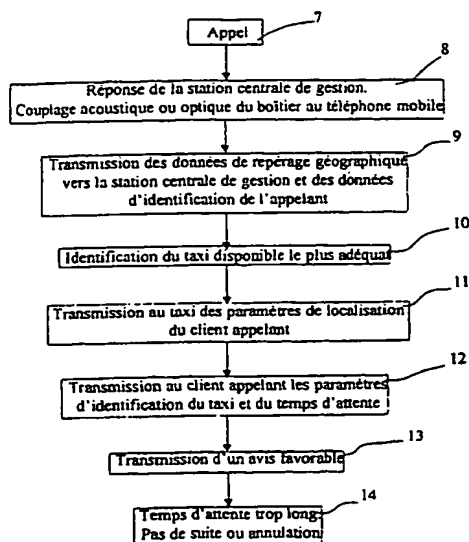 7
Appel
8
Réponse de la station centrale de gestion.
Couplage acoustique ou optique du boîtier au téléphone mobile
9
Transmission des données de repérage géographique
vers la station centrale de gestion et des données
d'identification de l'appelant
10
Identification du taxi disponible le plus adéquat
11
Transmission au taxi des paramètres de localisation
du client appelant
12
Transmission au client appelant les paramètres
d'identification du taxi et du temps d'attente
13
Transmission d'un avis favorable
14
Temps d'attente trop long.
Pas de suite ou annulation